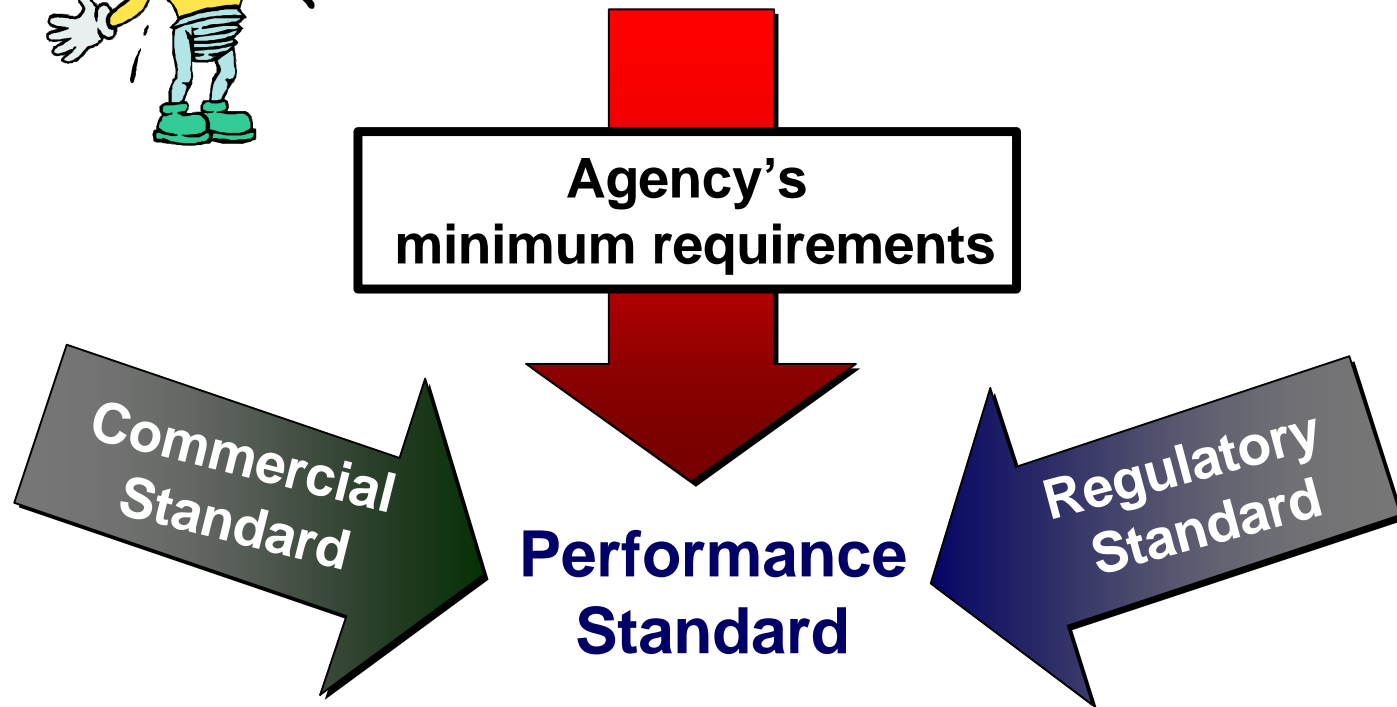 Agency’s
minimum requirements
Commercial
Standard
Regulatory
Standard
Performance
Standard